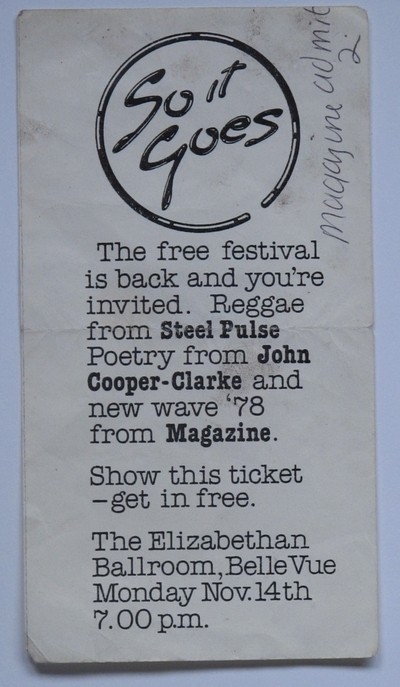 So it
Goes
magazine admit
2.
The free festival
is back and you're
invited. Reggae
from Steel Pulse
Poetry from John
Cooper-Clarke and
new wave '78
from Magazine.
Show this ticket
–get in free.
The Elizabethan
Ballroom, Belle Vue
Monday Nov. 14th
7.00 p.m.